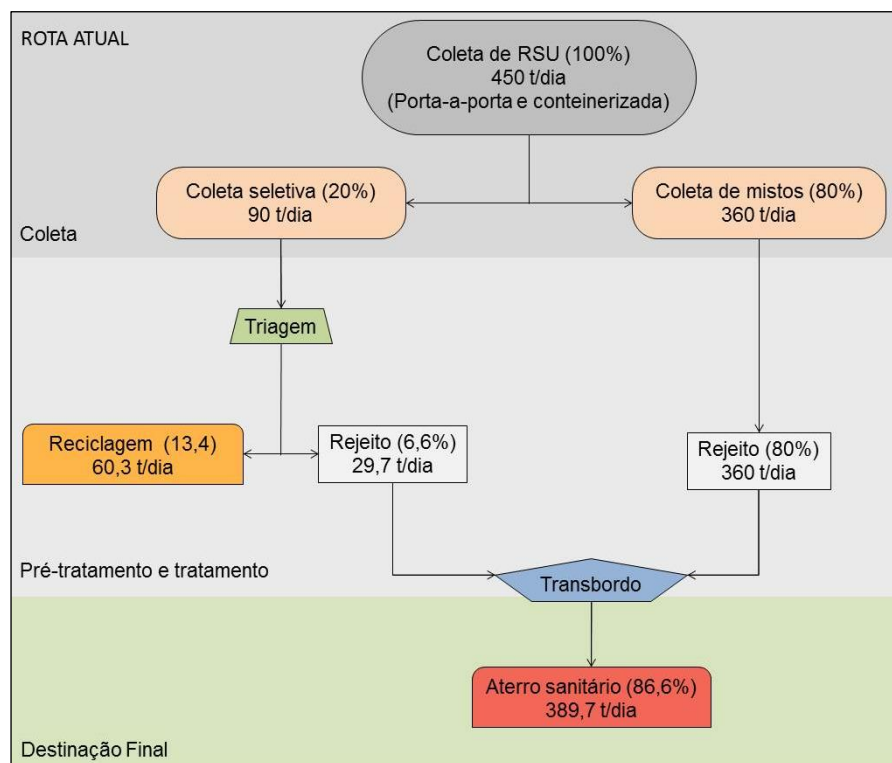 ROTA ATUAL
Coleta de RSU (100%)
450 t/dia
(Porta-a-porta e conteinerizada)
Coleta seletiva (20%)
90 t/dia
Coleta de mistos (80%)
360 t/dia
Coleta
Triagem
Reciclagem (13,4)
60,3 t/dia
Rejeito (6,6%)
29,7 t/dia
Rejeito (80%)
360 t/dia
Pré-tratamento e tratamento
Transbordo
Aterro sanitário (86,6%)
389,7 t/dia
Destinação Final